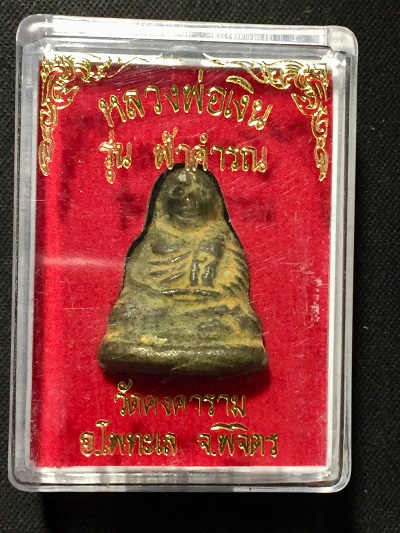 หลวงพ่อเงิน
รุ่น ฟ้าคำรณ
วัดคงคาราม
อ.โพทะเล จ.พิจิตร